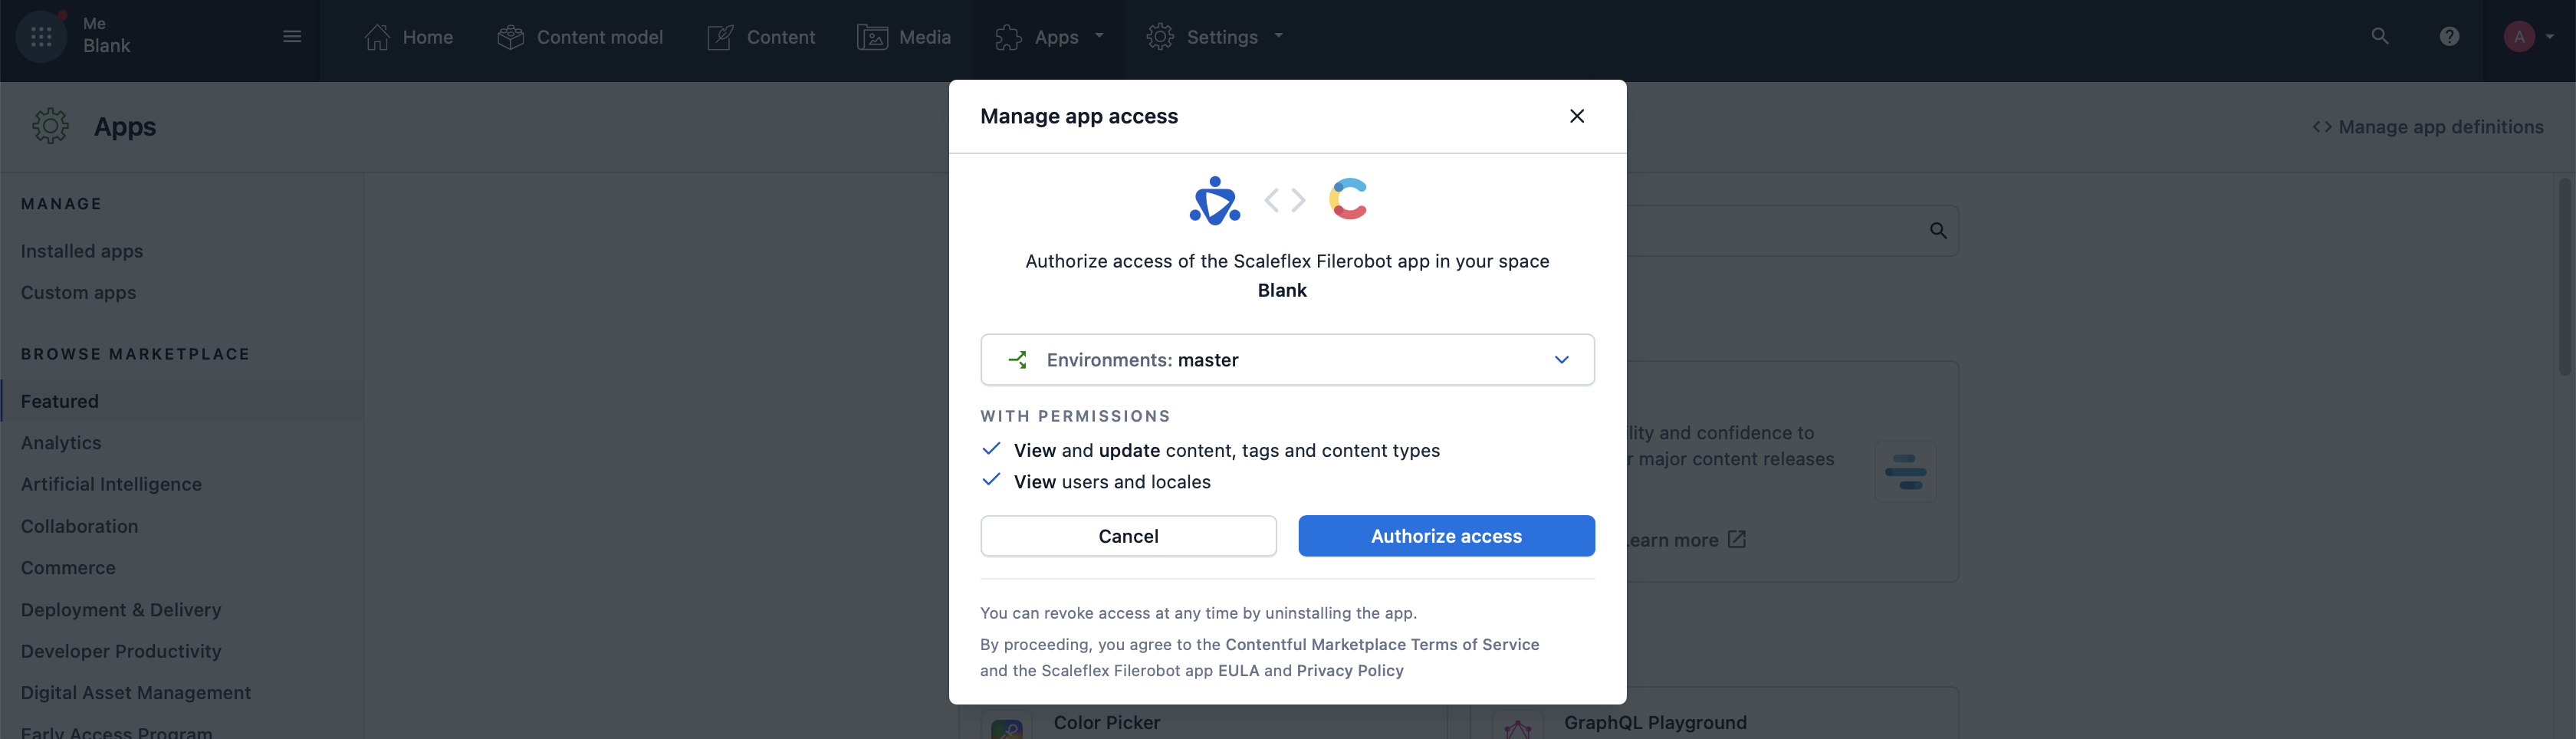 Me
Blank
Home
Content model
Content
Media
Apps
Settings
?
A
Apps
<> Manage app definitions
MANAGE
Installed apps
Custom apps
BROWSE MARKETPLACE
Featured
Analytics
Artificial Intelligence
Collaboration
Commerce
Deployment & Delivery
Developer Productivity
Digital Asset Management
Early Access Program
Manage app access
Authorize access of the Scaleflex Filerobot app in your space
Blank
Environments: master
WITH PERMISSIONS
View and update content, tags and content types
View users and locales
Cancel
Authorize access
You can revoke access at any time by uninstalling the app.
By proceeding, you agree to the Contentful Marketplace Terms of Service
and the Scaleflex Filerobot app EULA and Privacy Policy
and confidence to
major content releases
more
Color Picker
GraphQL Playground